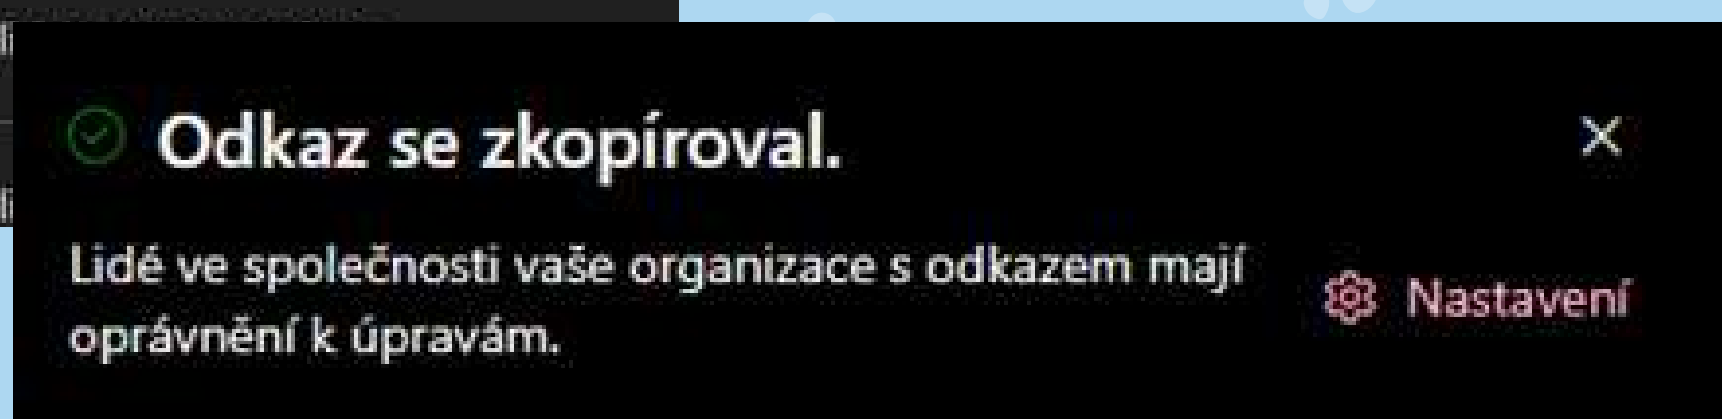 Odkaz se zkopíroval.
Lidé ve společnosti vaše organizace s odkazem mají
oprávnění k úpravám.
Nastavení